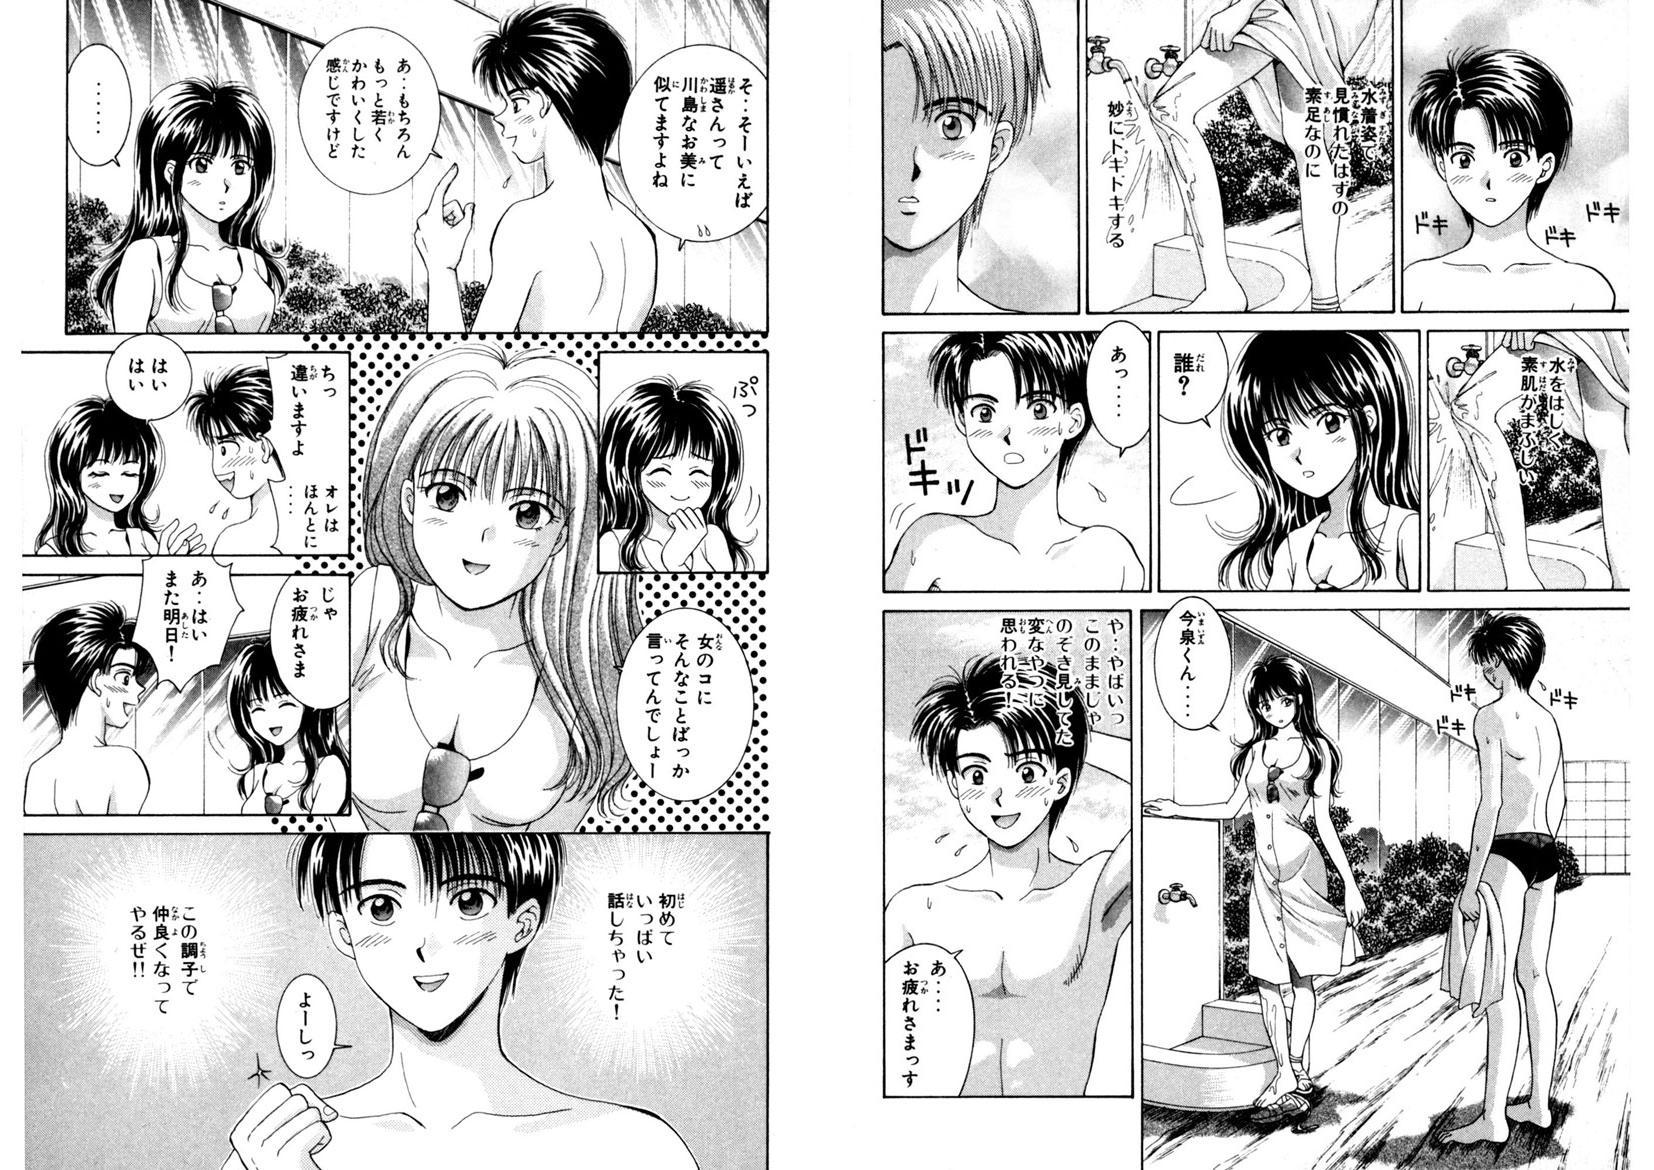 ドキ
ドキ
ドキ
水着姿で
見慣れたはずの
素足なのに
妙にドキドキする
水をはじく
素肌がまぶしい
誰?
あっ‥‥
ドキッ
今泉くん‥‥
ドキ
ドキ
ドキ
や‥やばいっ
このままじゃ
のぞき見してた
変なやつに
思われる!
あ‥‥
お疲れさまっす
そ‥そーいえば
遥さんって
川島なお美に
似てますよね
あ‥もちろん
もっと若く
かわいくした
感じですけど
‥‥‥
ぷっ
女のコに
そんなことばっか
言ってんでしょー
ちっ
違いますよ
オレは
ほんとに
‥‥
はい
はい
じゃ
お疲れさま
あ‥はい
また明日!
初めて
いっぱい
話しちゃった!
よーしっ
この調子で
仲良くなって
やるぜ!!